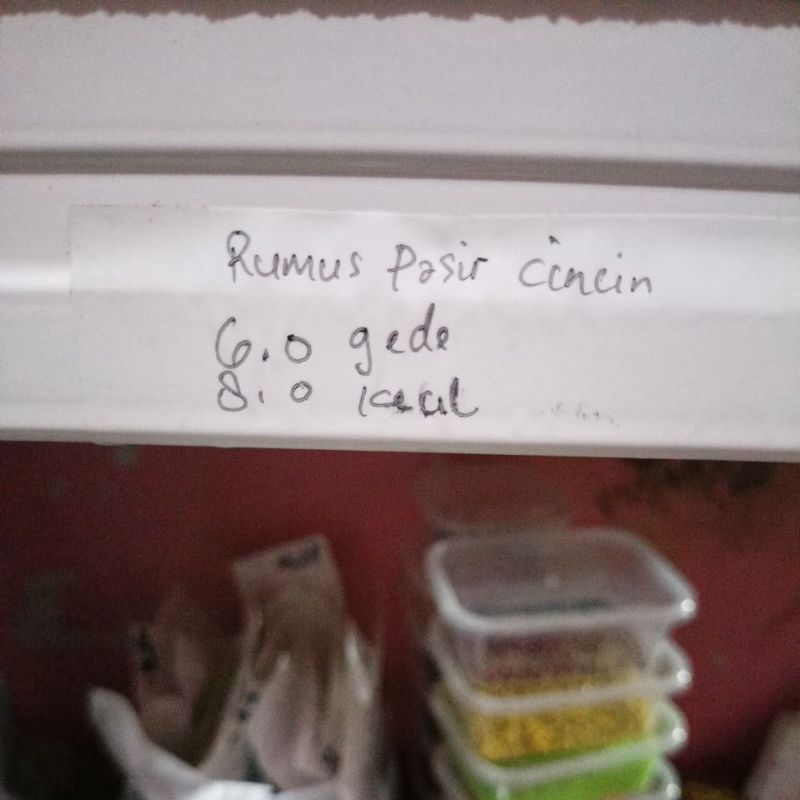 Rumus Pasir Cincin
6.0 gede
8.0 kecil